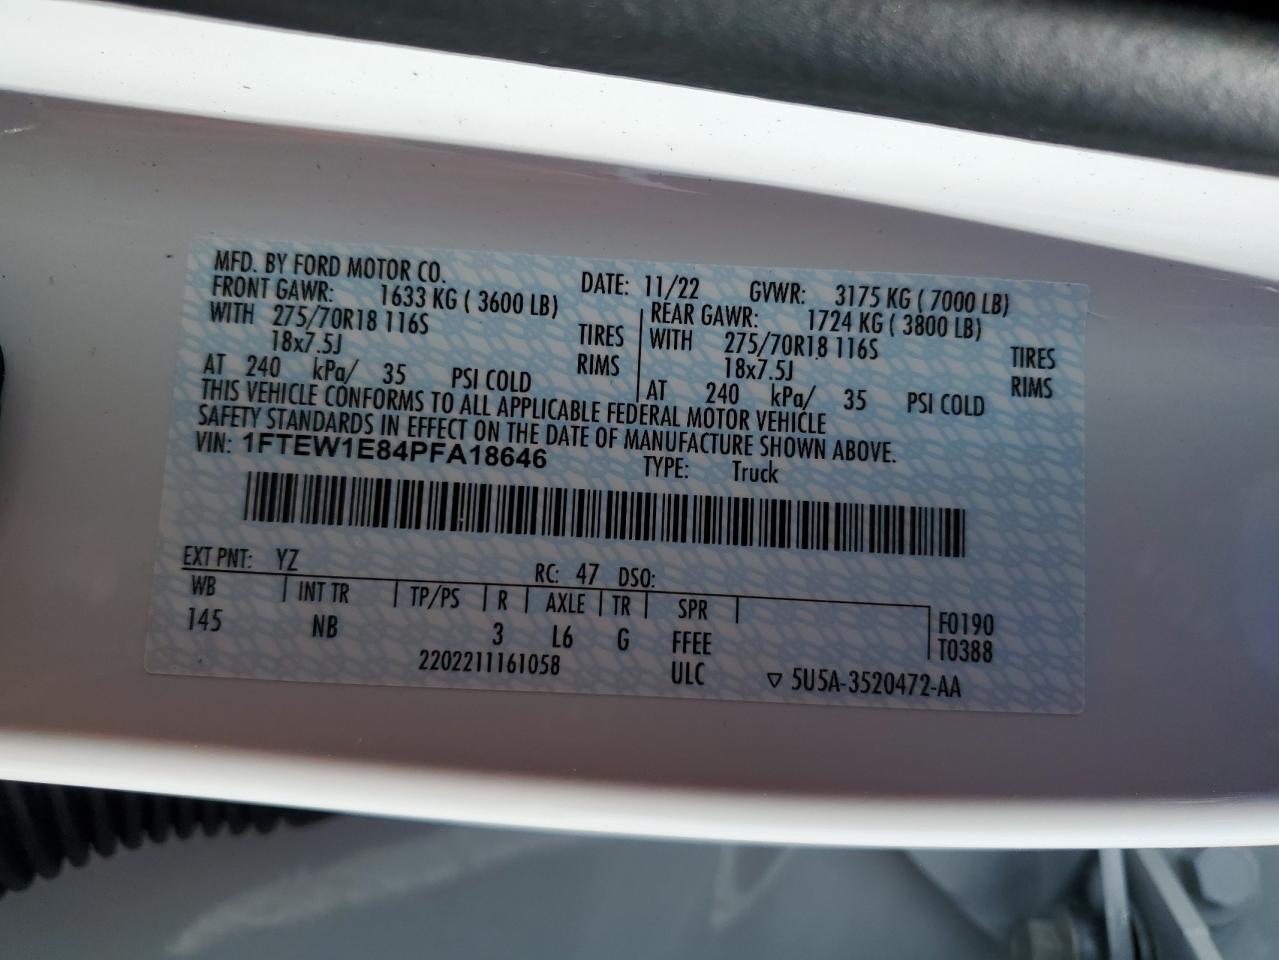 MFD. BY FORD MOTOR CO. DATE: 11/22 GVWR: 3175 KG ( 7000 LB)
FRONT GAWR: 1633 KG ( 3600 LB) REAR GAWR: 1724 KG ( 3800 LB)
WITH 275/70R18 116S TIRES WITH 275/70R18 116S TIRES
18x7.5J RIMS 18x7.5J RIMS
AT 240 kPa/ 35 PSI COLD AT 240 kPa/ 35 PSI COLD
THIS VEHICLE CONFORMS TO ALL APPLICABLE FEDERAL MOTOR VEHICLE
SAFETY STANDARDS IN EFFECT ON THE DATE OF MANUFACTURE SHOWN ABOVE.
VIN: 1FTEW1E84PFA18646 TYPE: Truck
EXT PNT: YZ RC: 47 DSO:
WB INT TR TP/PS R AXLE TR SPR F0190
145 NB 3 L6 G FFEE T0388
2202211161058 ULC ▽ 5U5A-3520472-AA